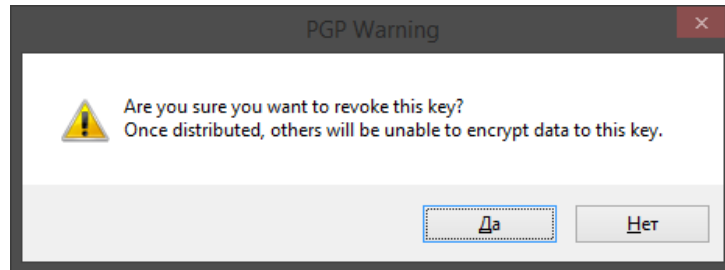 PGP Warning
Are you sure you want to revoke this key?
Once distributed, others will be unable to encrypt data to this key.
Да
Нет